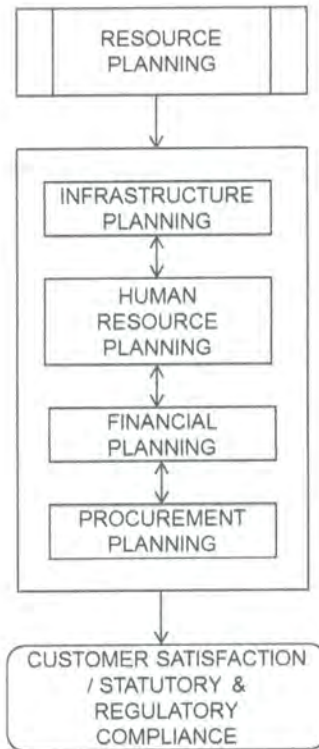 RESOURCE
PLANNING
INFRASTRUCTURE
PLANNING
HUMAN
RESOURCE
PLANNING
FINANCIAL
PLANNING
PROCUREMENT
PLANNING
CUSTOMER SATISFACTION
/ STATUTORY &
REGULATORY
COMPLIANCE